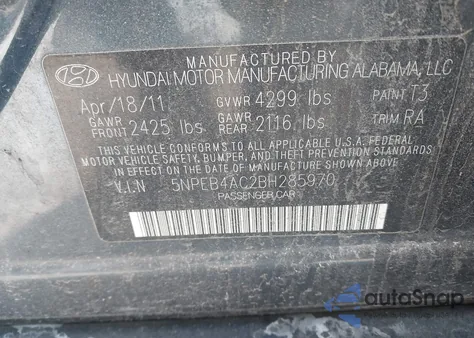 MANUFACTURED BY
HYUNDAI MOTOR MANUFACTURING ALABAMA, LLC
Apr/18/11 GVWR 4299 lbs PAINT T3
GAWR FRONT 2425 lbs GAWR REAR 2116 lbs TRIM RA
THIS VEHICLE CONFORMS TO ALL APPLICABLE U.S.A. FEDERAL
MOTOR VEHICLE SAFETY, BUMPER, AND THEFT PREVENTION STANDARDS
IN EFFECT ON THE DATE OF MANUFACTURE SHOWN ABOVE
V.I.N 5NPEB4AC2BH285970
PASSENGER CAR
autoSnap